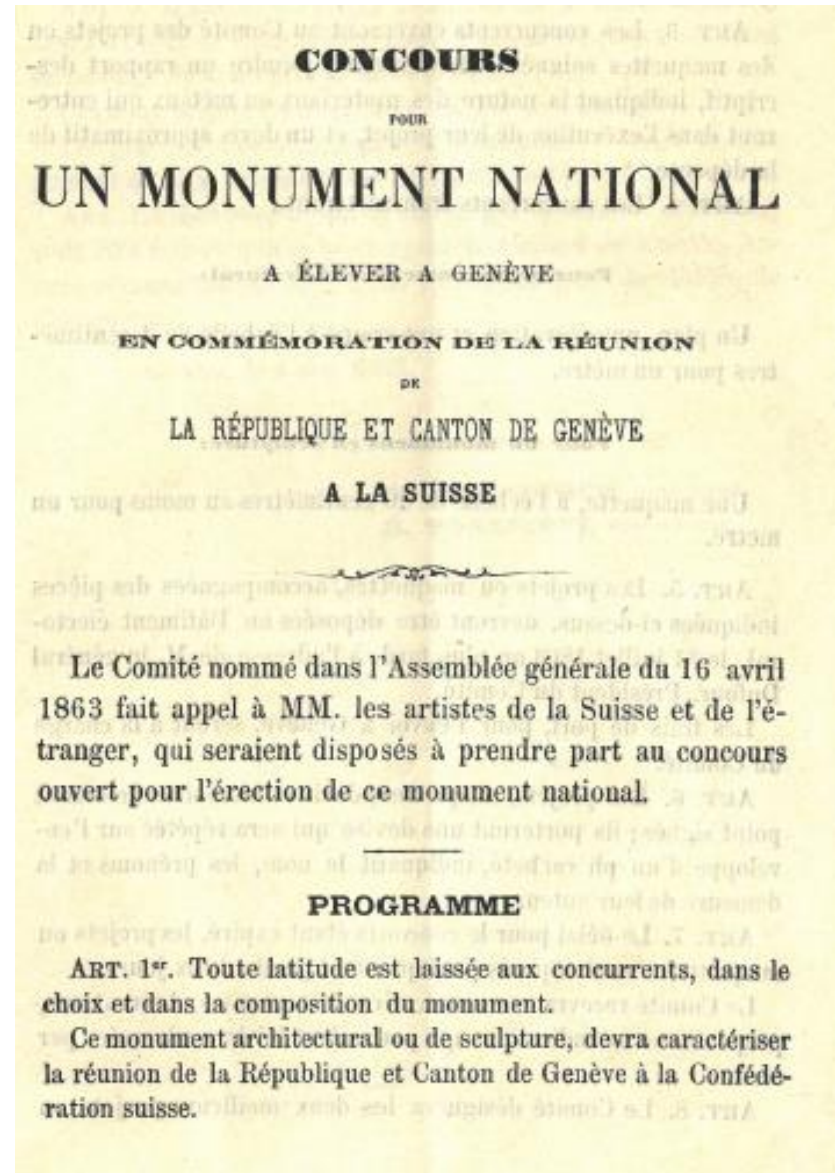 CONCOURS
POUR
UN MONUMENT NATIONAL
A ÉLEVER A GENÈVE
EN COMMÉMORATION DE LA RÉUNION
DE
LA RÉPUBLIQUE ET CANTON DE GENÈVE
A LA SUISSE
Le Comité nommé dans l'Assemblée générale du 16 avril
1863 fait appel à MM. les artistes de la Suisse et de l'é-
tranger, qui seraient disposés à prendre part au concours
ouvert pour l'érection de ce monument national.
PROGRAMME
ART. 1er. Toute latitude est laissée aux concurrents, dans le
choix et dans la composition du monument.
Ce monument architectural ou de sculpture, devra caractériser
la réunion de la République et Canton de Genève à la Confédé-
ration suisse.